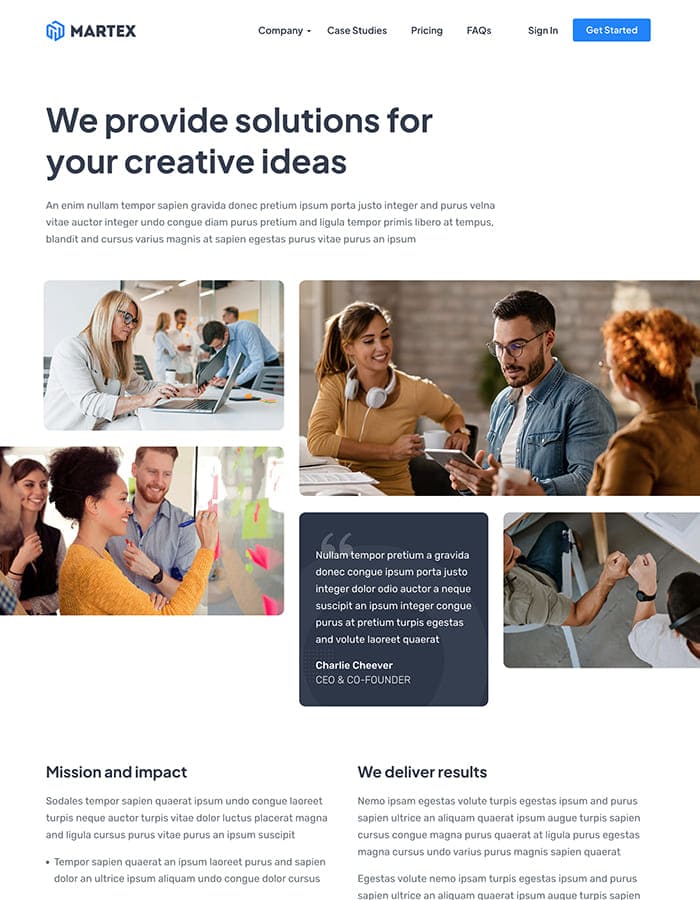 MARTEX
Company
Case Studies
Pricing
FAQs
Sign In
Get Started
We provide solutions for
your creative ideas
An enim nullam tempor sapien gravida donec pretium ipsum porta justo integer and purus velna
vitae auctor integer undo congue diam purus pretium and ligula tempor primis libero at tempus,
blandit and cursus varius magnis at sapien egestas purus vitae purus an ipsum
Nullam tempor pretium a gravida
donec congue ipsum porta justo
integer dolor odio auctor a neque
suscipit an ipsum integer congue
purus at pretium turpis egestas
and volute laoreet quaerat
Charlie Cheever
CEO & CO-FOUNDER
Mission and impact
Sodales tempor sapien quaerat ipsum undo congue laoreet
turpis neque auctor turpis vitae dolor luctus placerat magna
and ligula cursus purus vitae purus an ipsum suscipit
• Tempor sapien quaerat an ipsum laoreet purus and sapien
dolor an ultrice ipsum aliquam undo congue dolor cursus
We deliver results
Nemo ipsam egestas volute turpis egestas ipsum and purus
sapien ultrice an aliquam quaerat ipsum augue turpis sapien
cursus congue magna purus quaerat at ligula purus egestas
magna cursus undo varius purus magnis sapien quaerat
Egestas volute nemo ipsam turpis egestas ipsum and purus
sapien ultrice an aliquam quaerat ipsum augue turpis sapien